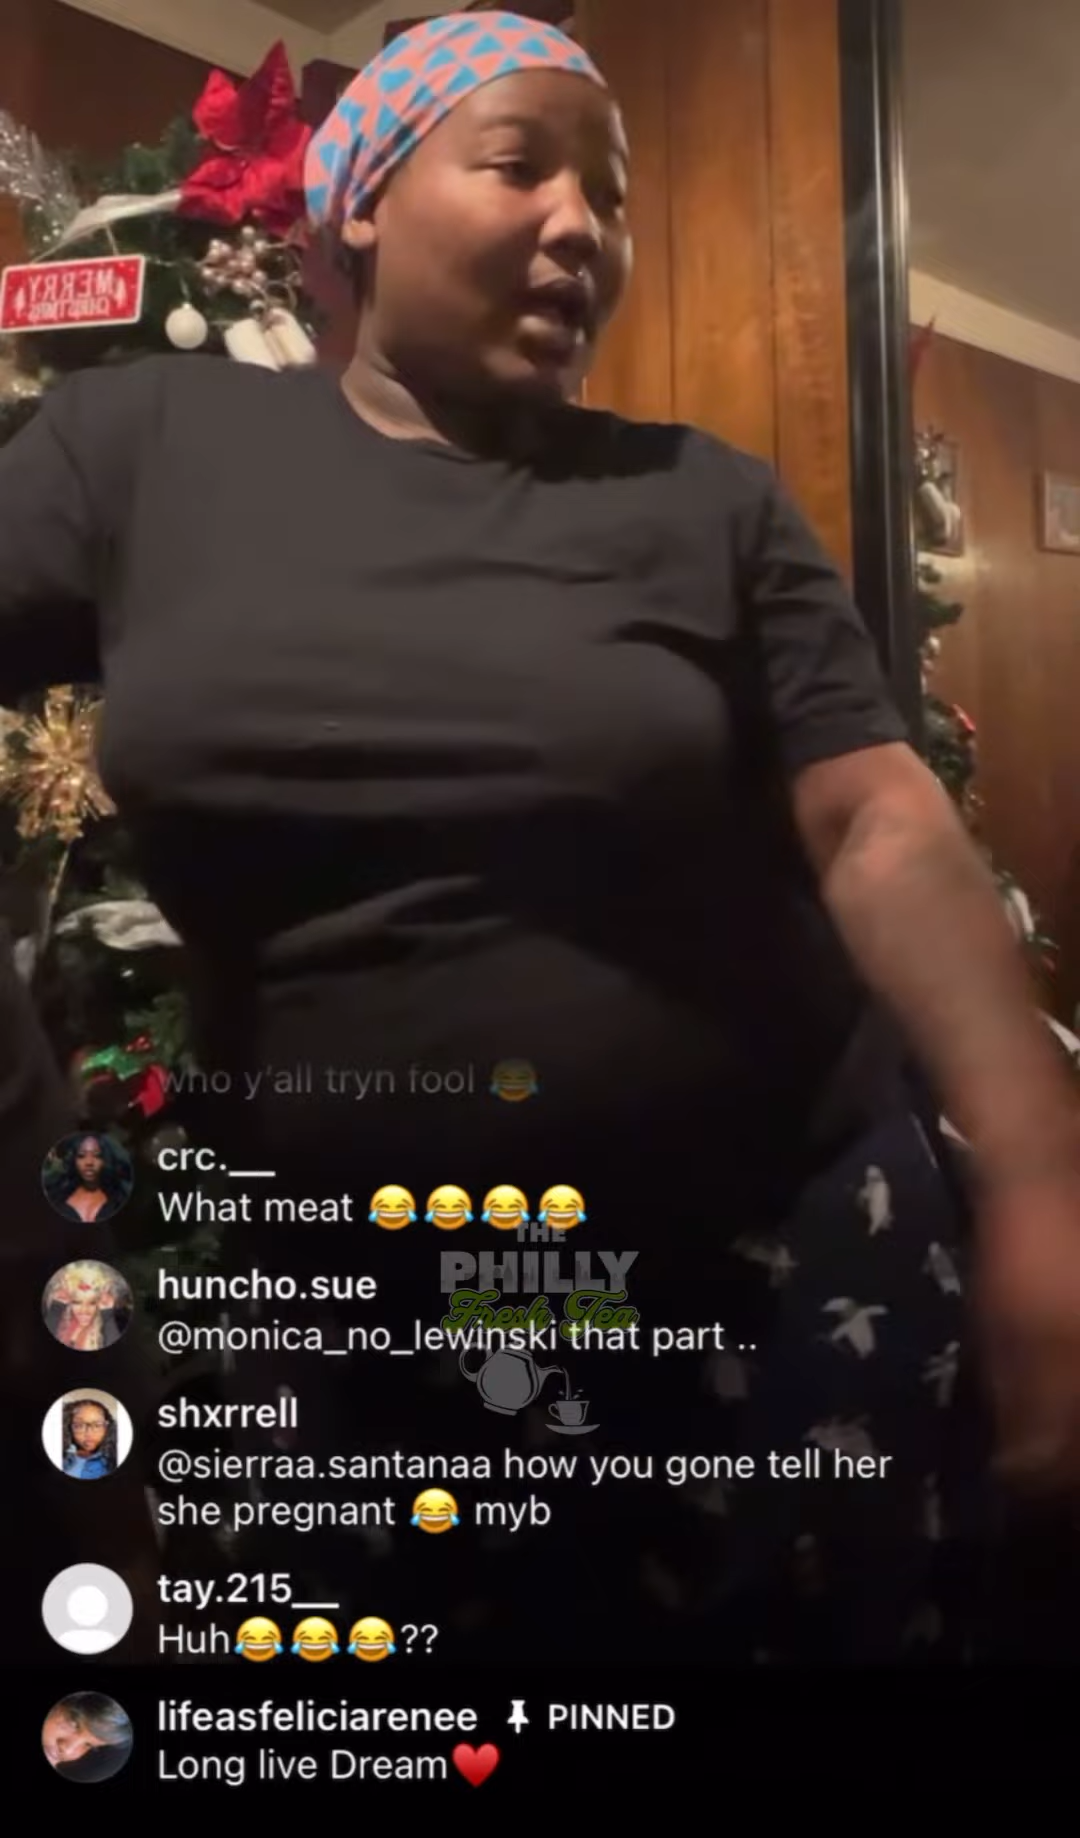 MERRY
CHRISTMAS
who y'all tryn fool 😂
crc.__
What meat 😂😂😂😂
THE
PHILLY
Fresh Tea
huncho.sue
@monica_no_lewinski that part ..
shxrrell
@sierraa.santanaa how you gone tell her
she pregnant 😂 myb
tay.215__
Huh😂😂😂??
lifeasfeliciarenee 📌 PINNED
Long live Dream❤️